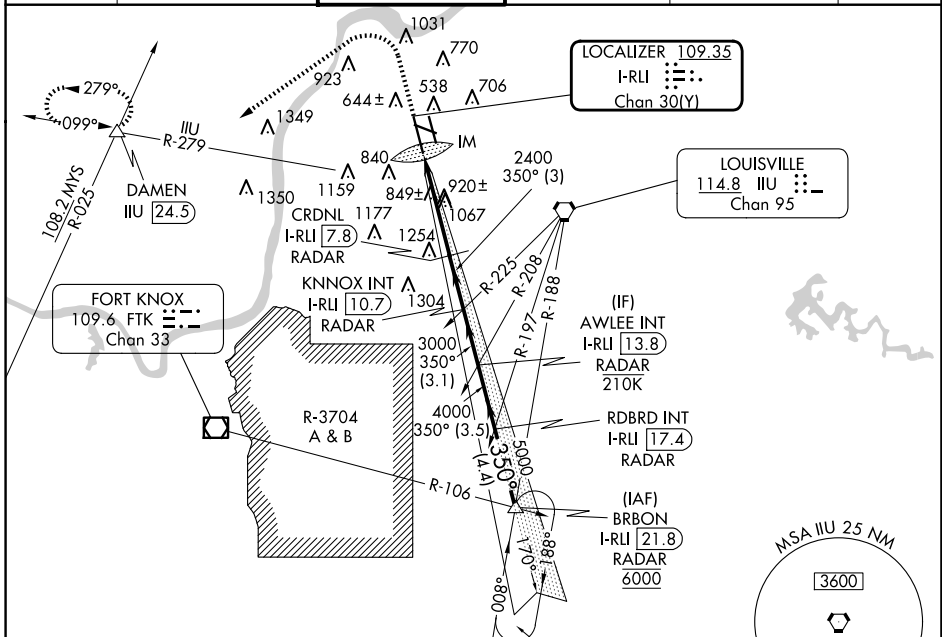 1031
770
923
644±
538
706
LOCALIZER 109.35
I-RLI
Chan 30(Y)
279°
099°
IIU
R-279
1349
IM
840
2400
350° (3)
LOUISVILLE
114.8 IIU
Chan 95
DAMEN
IIU 24.5
108.2 MYS
R-025
1350
1159
849±
920±
1067
CRDNL
I-RLI 7.8
RADAR
1177
1254
R-225
R-208
R-197
R-188
KNNOX INT
I-RLI 10.7
RADAR
1304
FORT KNOX
109.6 FTK
Chan 33
(IF)
AWLEE INT
I-RLI 13.8
RADAR
210K
3000
350°
(3.1)
R-3704
A & B
4000
350° (3.5)
RDBRD INT
I-RLI 17.4
RADAR
5000
350°
(4.4)
R-106
(IAF)
BRBON
I-RLI 21.8
RADAR
6000
170°
188°
008°
MSA IIU 25 NM
3600